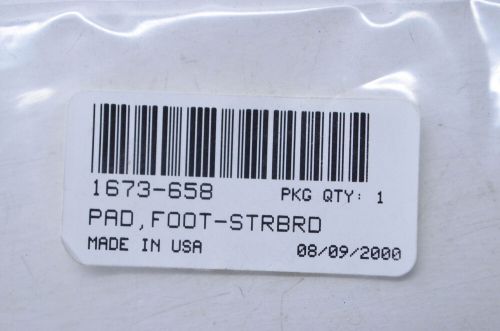 1673-658 PKG QTY: 1
PAD,FOOT-STRBRD
MADE IN USA 08/09/2000